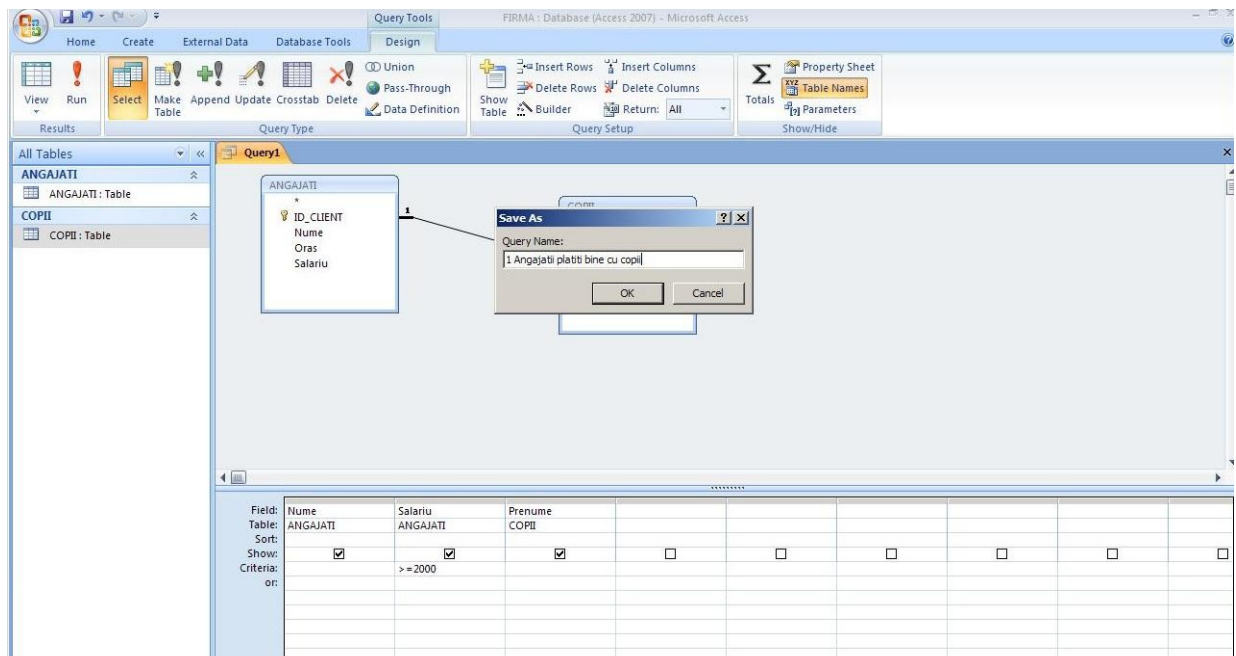 Query Tools
FIRMA : Database (Access 2007) - Microsoft Access
Home Create External Data Database Tools Design
View Run Select Make Table Append Update Crosstab Delete
Union
Pass-Through
Data Definition
Show Table
Insert Rows
Delete Rows
Builder
Insert Columns
Delete Columns
Return: All
Totals
Property Sheet
Table Names
Parameters
Results Query Type Query Setup Show/Hide
All Tables
ANGAJATI
ANGAJATI : Table
COPII
COPII : Table
Query1
ANGAJATI
*
ID_CLIENT
Nume
Oras
Salariu
1
COPII
Save As
Query Name:
1 Angajatii platiti bine cu copii
OK Cancel
Field: Nume Salariu Prenume
Table: ANGAJATI ANGAJATI COPII
Sort:
Show:
Criteria: >=2000
or: